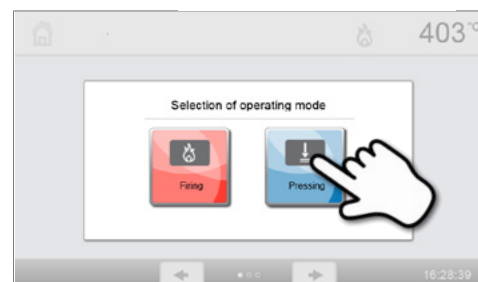 403°C
Selection of operating mode
Firing
Pressing
16:28:39